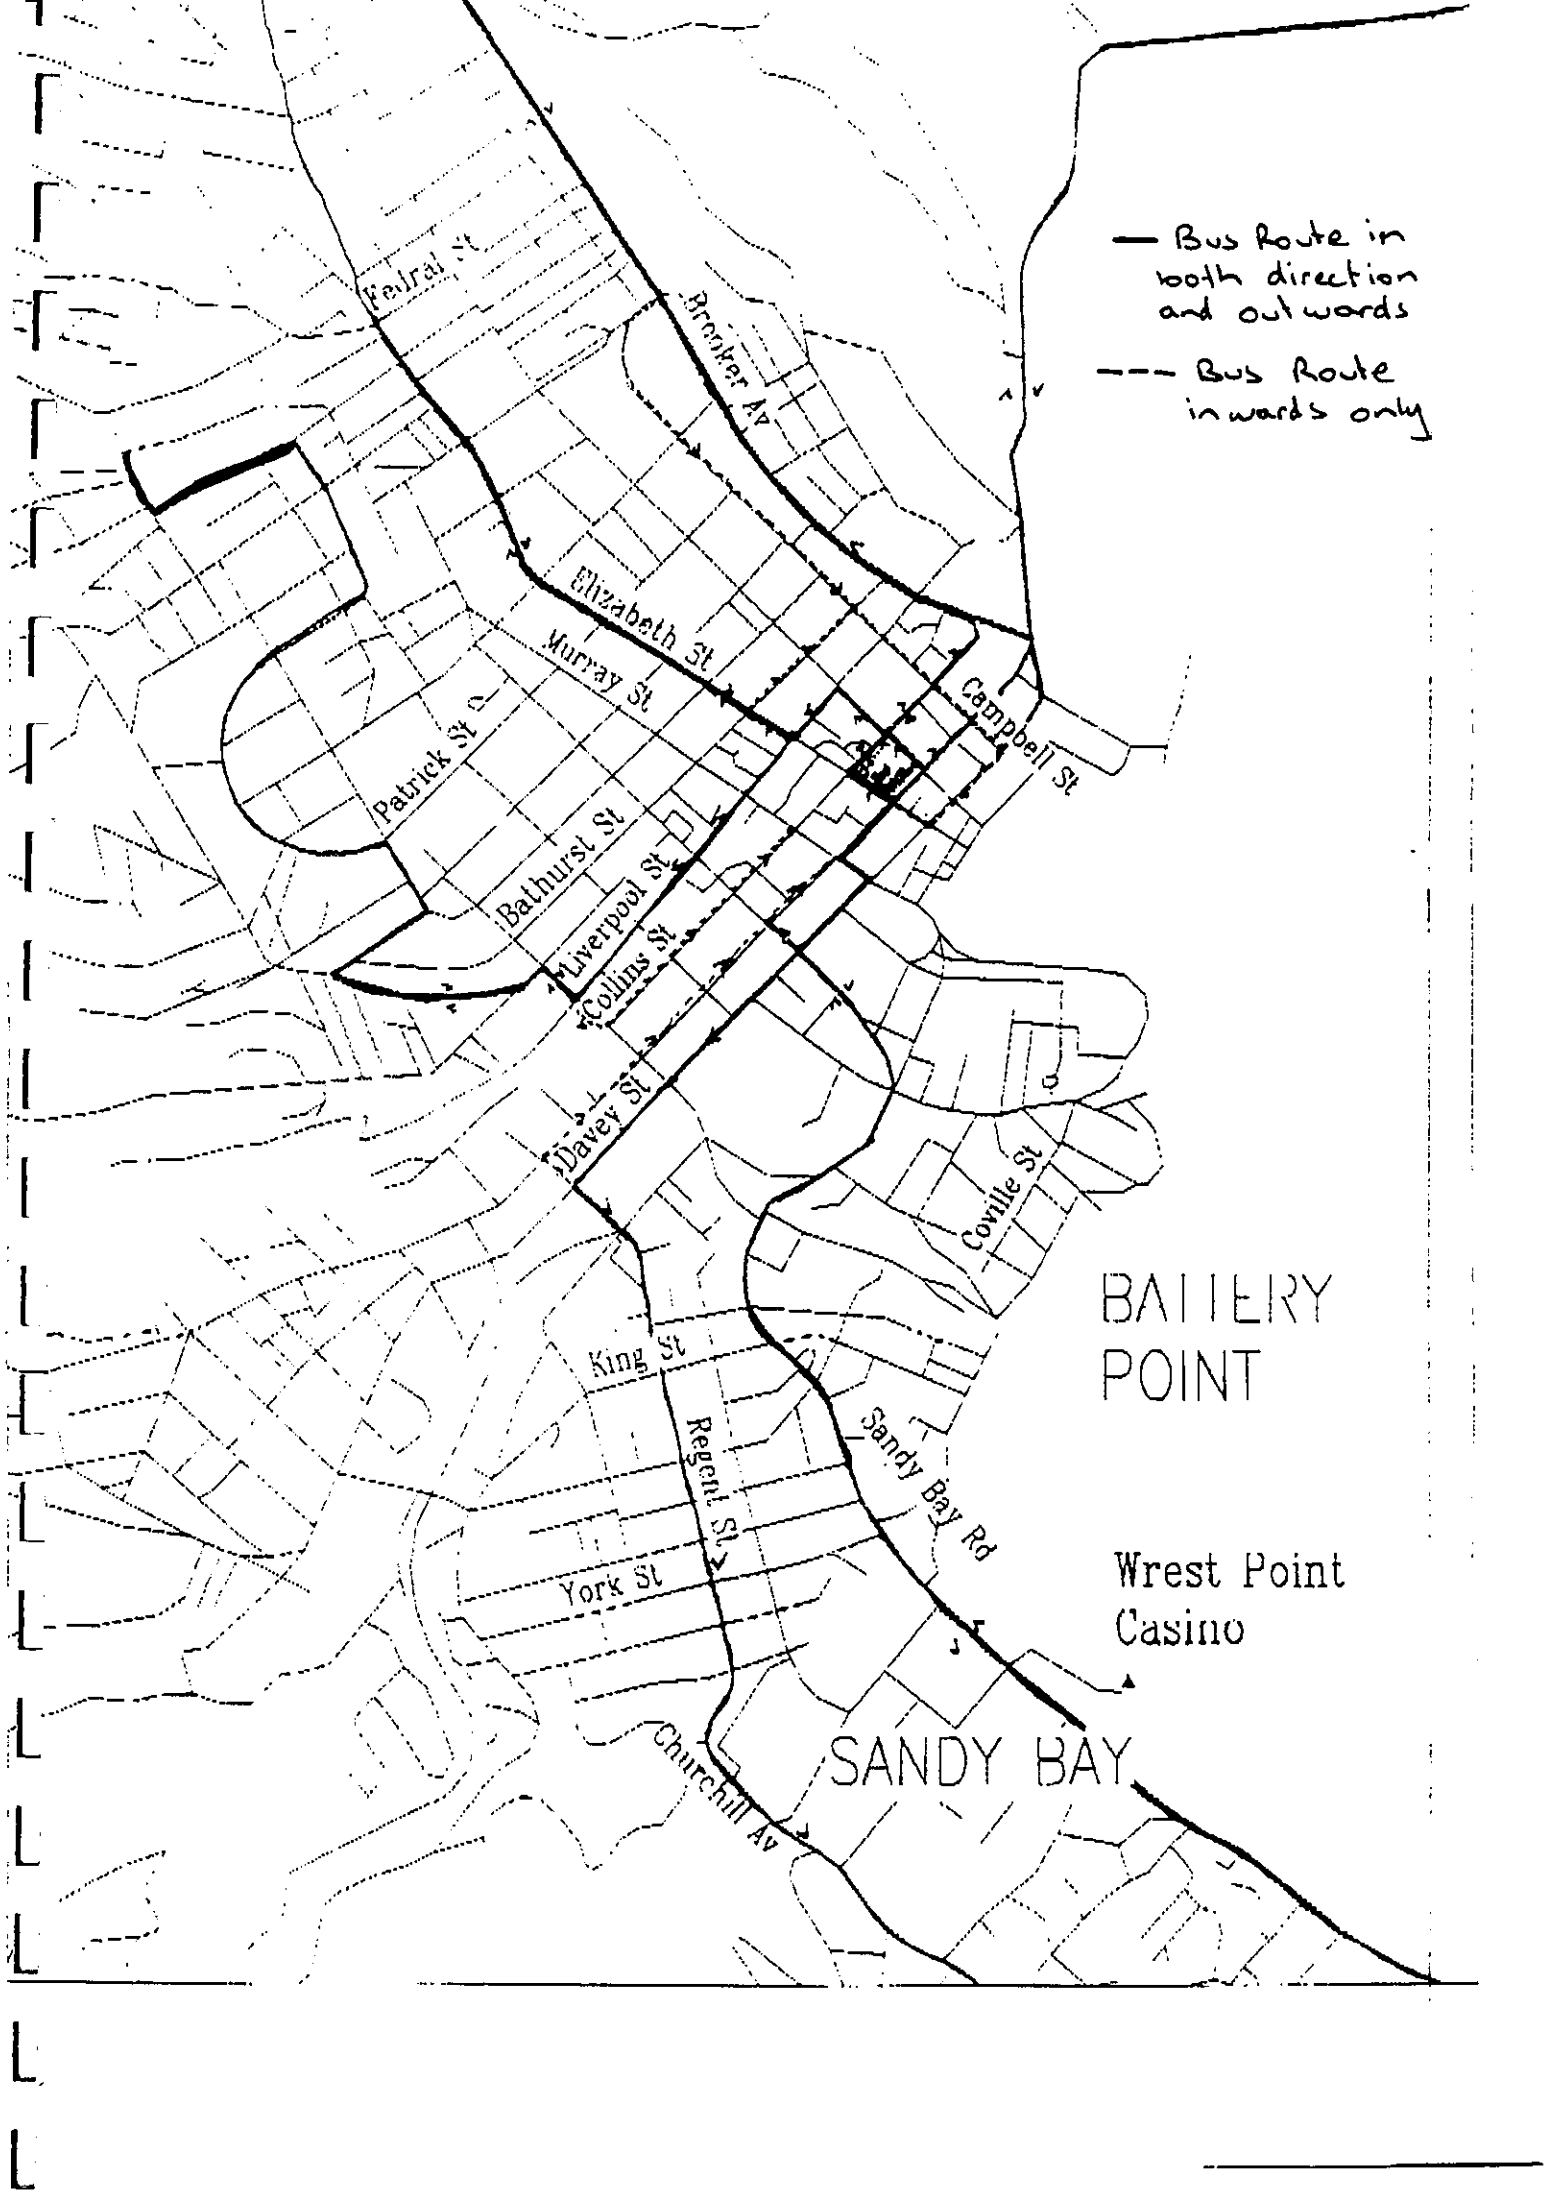 Bus Route in
both direction
and outwards
Bus Route
inwards only
Fedral St
Brooker Av
Elizabeth St
Murray St
Campbell St
Patrick St
Bathurst St
Liverpool St
Collins St
Davey St
Coville St
BATTERY
POINT
King St
Regent St
Sandy Bay Rd
York St
Wrest Point
Casino
Churchill Av
SANDY BAY